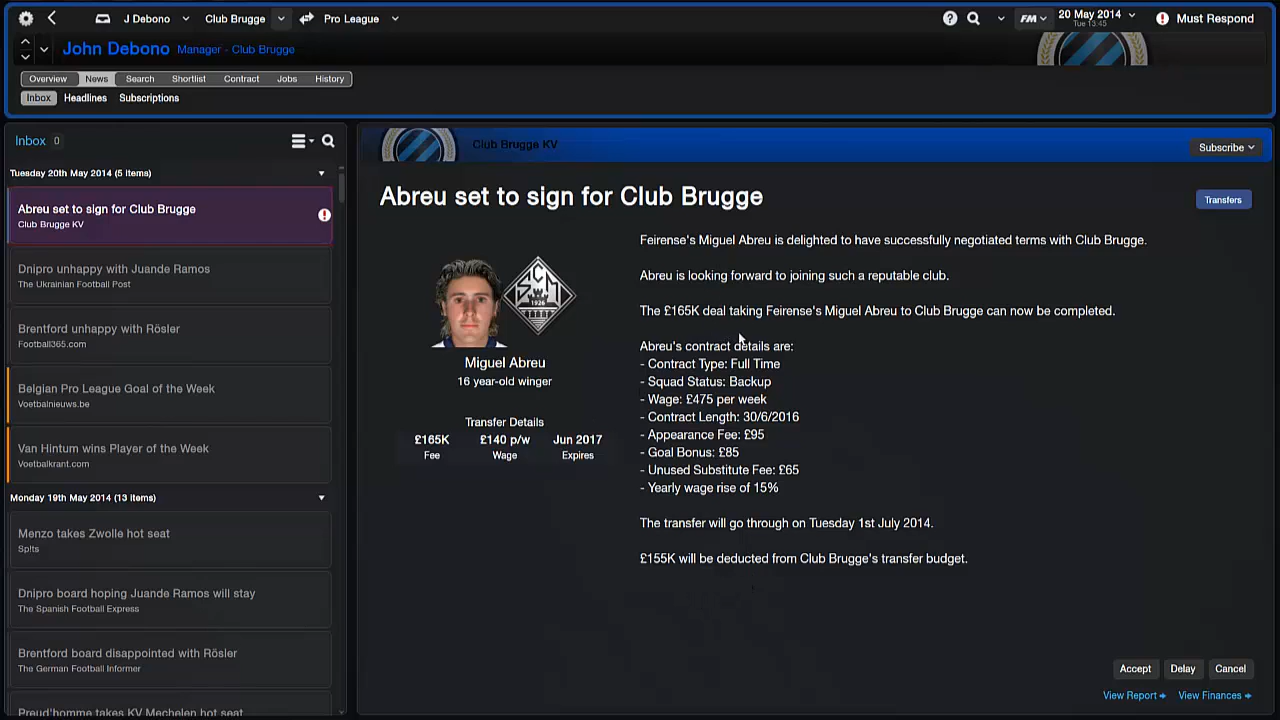 J Debono
Club Brugge
Pro League
FM
20 May 2014
Tue 13:45
Must Respond
John Debono Manager - Club Brugge
Overview News Search Shortlist Contract Jobs History
Inbox Headlines Subscriptions
Inbox 0
Tuesday 20th May 2014 (5 Items)
Abreu set to sign for Club Brugge
Club Brugge KV
Dnipro unhappy with Juande Ramos
The Ukrainian Football Post
Brentford unhappy with Rösler
Football365.com
Belgian Pro League Goal of the Week
Voetbalnieuws.be
Van Hintum wins Player of the Week
Voetbalkrant.com
Monday 19th May 2014 (13 Items)
Menzo takes Zwolle hot seat
Sp!ts
Dnipro board hoping Juande Ramos will stay
The Spanish Football Express
Brentford board disappointed with Rösler
The German Football Informer
Preud'homme takes KV Mechelen hot seat
Club Brugge KV
Subscribe
Abreu set to sign for Club Brugge
Transfers
SCM
1926
Miguel Abreu
16 year-old winger
Transfer Details
£165K £140 p/w Jun 2017
Fee Wage Expires
Feirense's Miguel Abreu is delighted to have successfully negotiated terms with Club Brugge.
Abreu is looking forward to joining such a reputable club.
The £165K deal taking Feirense's Miguel Abreu to Club Brugge can now be completed.
Abreu's contract details are:
- Contract Type: Full Time
- Squad Status: Backup
- Wage: £475 per week
- Contract Length: 30/6/2016
- Appearance Fee: £95
- Goal Bonus: £85
- Unused Substitute Fee: £65
- Yearly wage rise of 15%
The transfer will go through on Tuesday 1st July 2014.
£155K will be deducted from Club Brugge's transfer budget.
Accept Delay Cancel
View Report View Finances